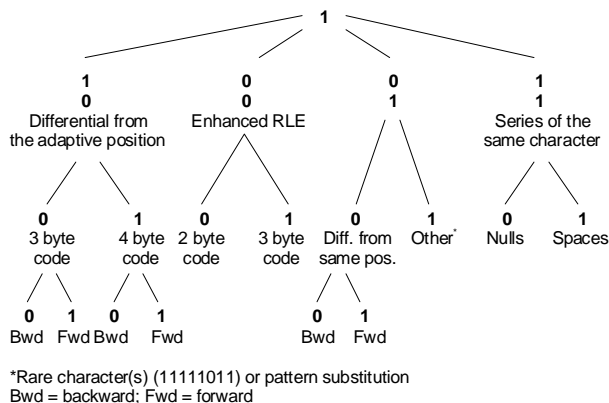 1
1 0 0 1
0 0 1 1
Differential from Enhanced RLE Series of the
the adaptive position same character
0 1 0 1 0 1 0 1
3 byte 4 byte 2 byte 3 byte Diff. from Other* Nulls Spaces
code code code code same pos.
0 1 0 1 0 1
Bwd Fwd Bwd Fwd Bwd Fwd
*Rare character(s) (11111011) or pattern substitution
Bwd = backward; Fwd = forward